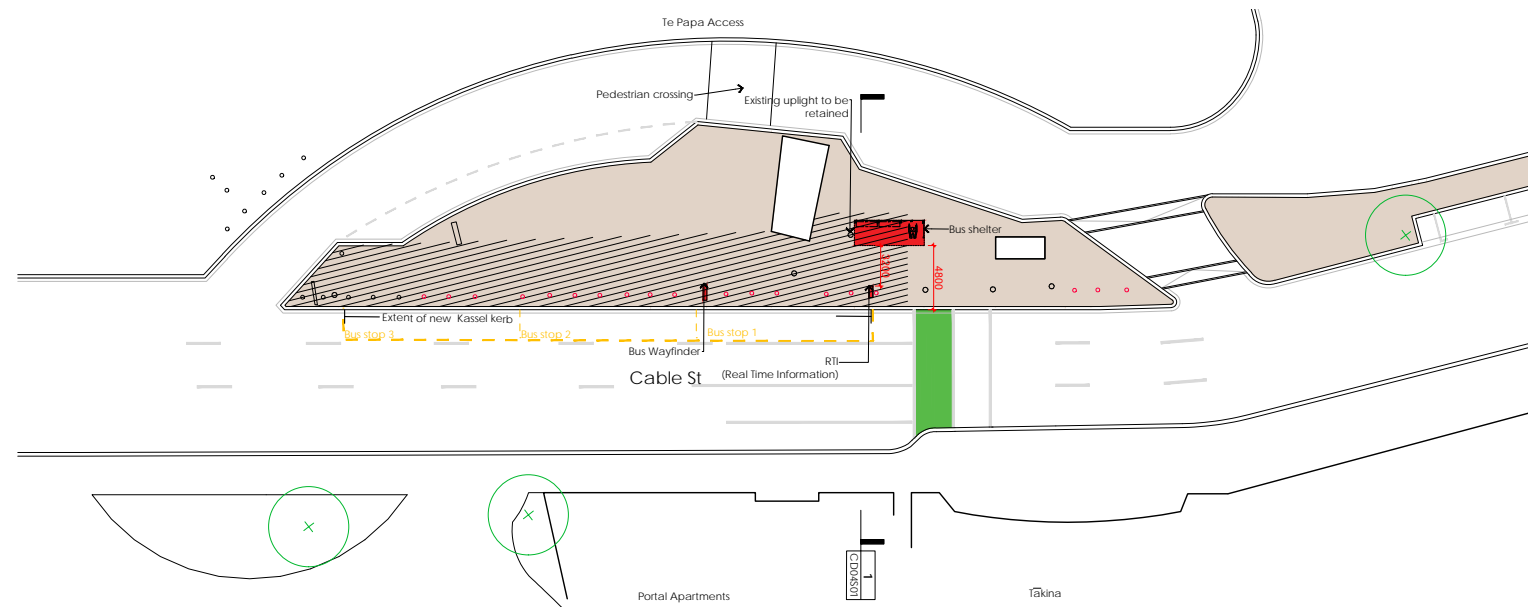 Te Papa Access
Pedestrian crossing
Existing uplight to be
retained
Bus shelter
3200
4800
Extent of new Kassel kerb
Bus stop 3
Bus stop 2
Bus stop 1
Bus Wayfinder
RTI
(Real Time Information)
Cable St
1
CD04S01
Portal Apartments
Tākina